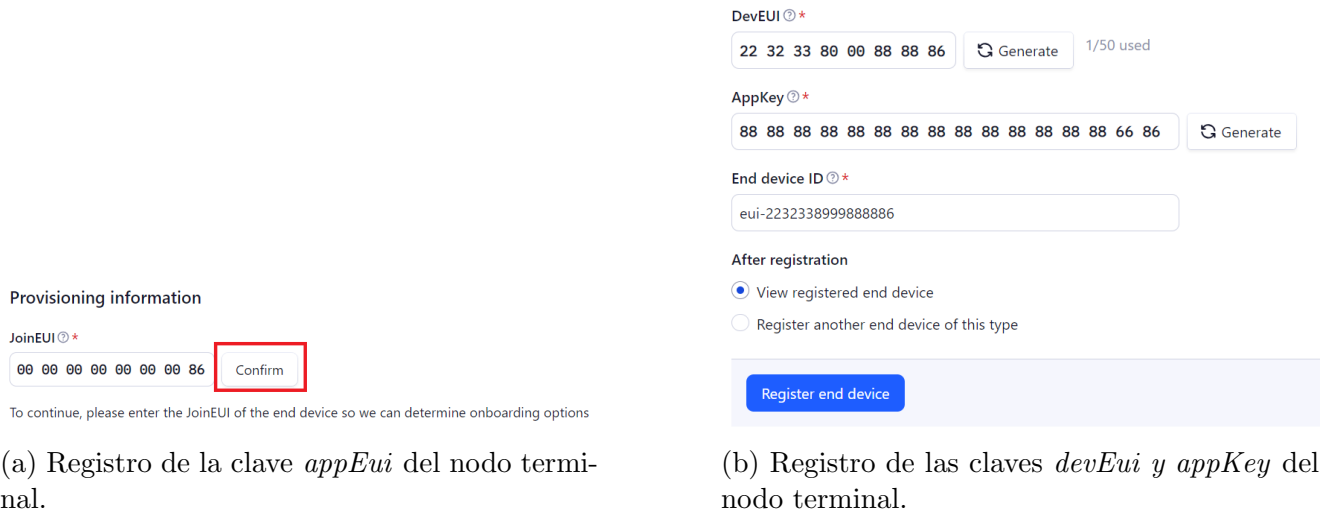 Provisioning information
JoinEUI *
00 00 00 00 00 00 00 86 Confirm
To continue, please enter the JoinEUI of the end device so we can determine onboarding options
(a) Registro de la clave appEui del nodo termi-
nal.
DevEUI *
22 32 33 80 00 88 88 86 Generate 1/50 used
AppKey *
88 88 88 88 88 88 88 88 88 88 88 88 88 88 66 86 Generate
End device ID *
eui-2232338999888886
After registration
View registered end device
Register another end device of this type
Register end device
(b) Registro de las claves devEui y appKey del
nodo terminal.